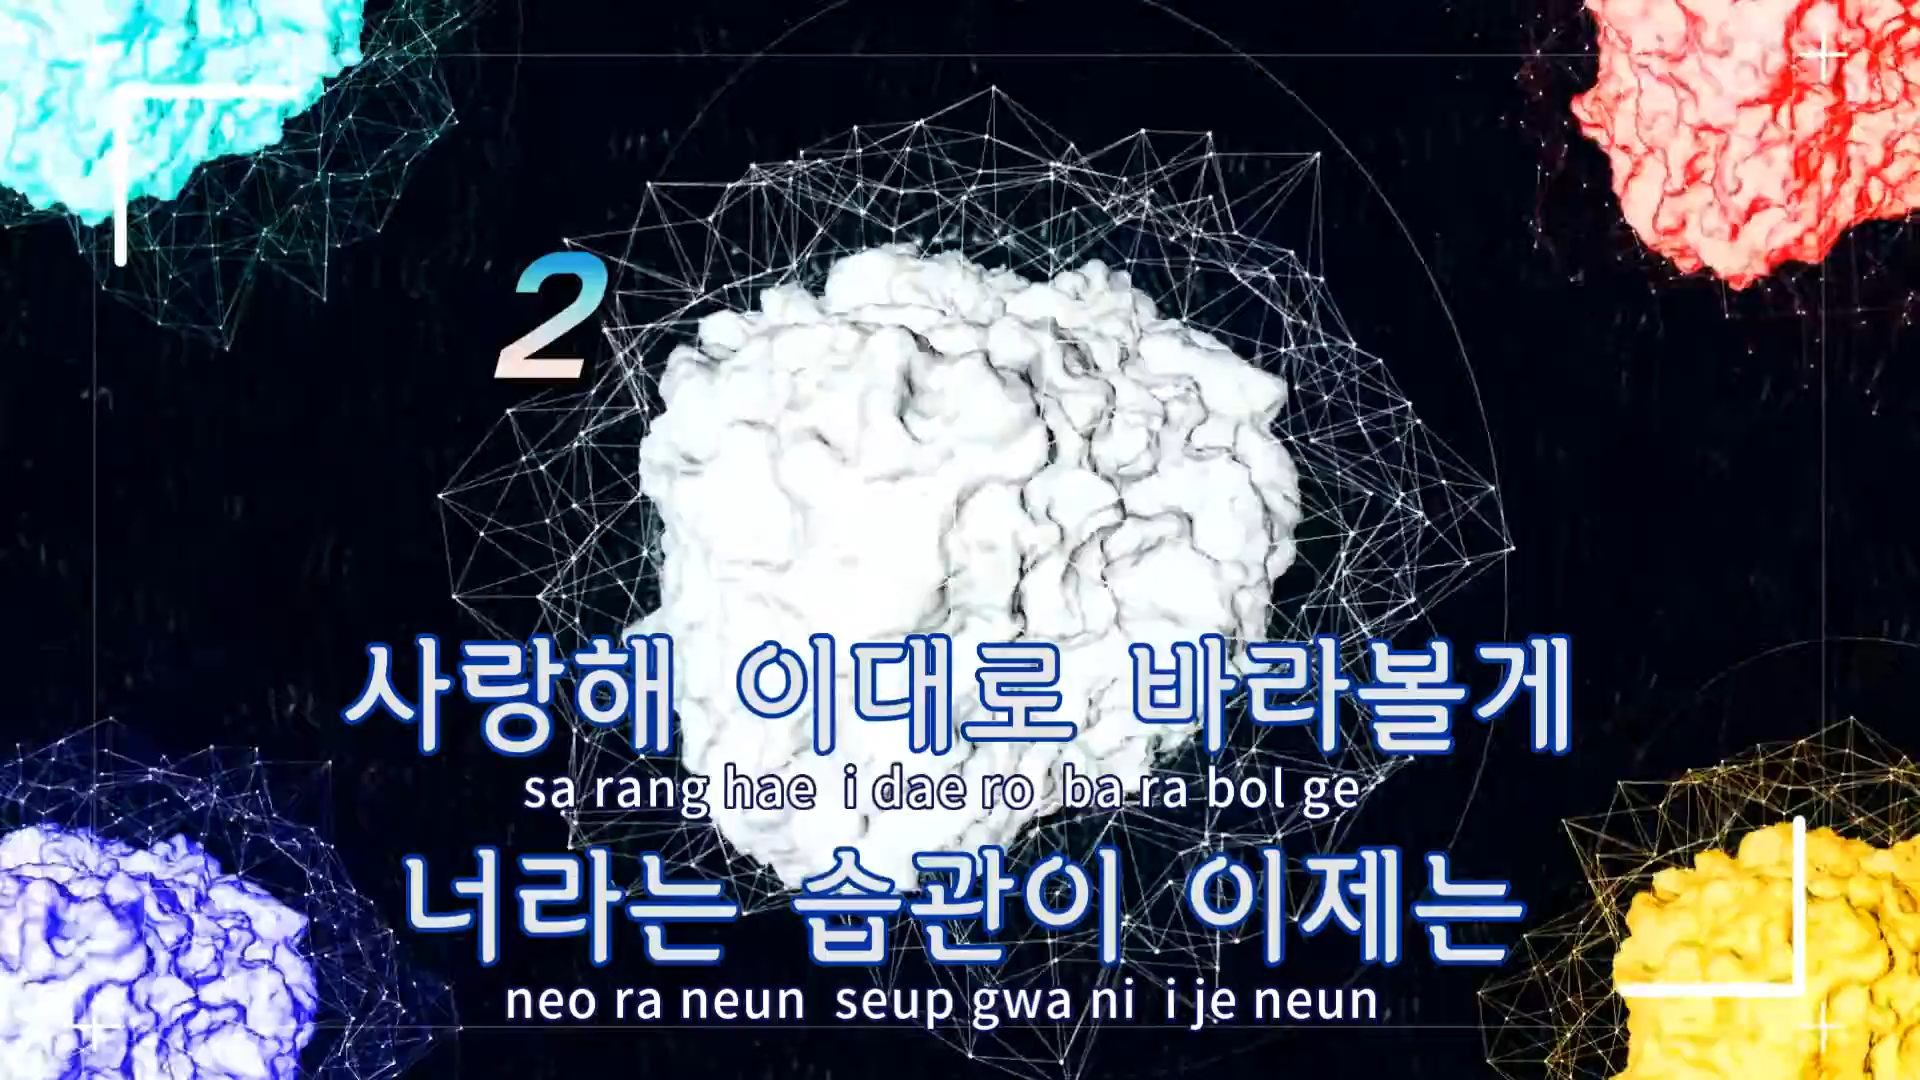 2
사랑해 이대로 바라볼게
sa rang hae i dae ro ba ra bol ge
너라는 습관이 이제는
neo ra neun seup gwa ni i je neun